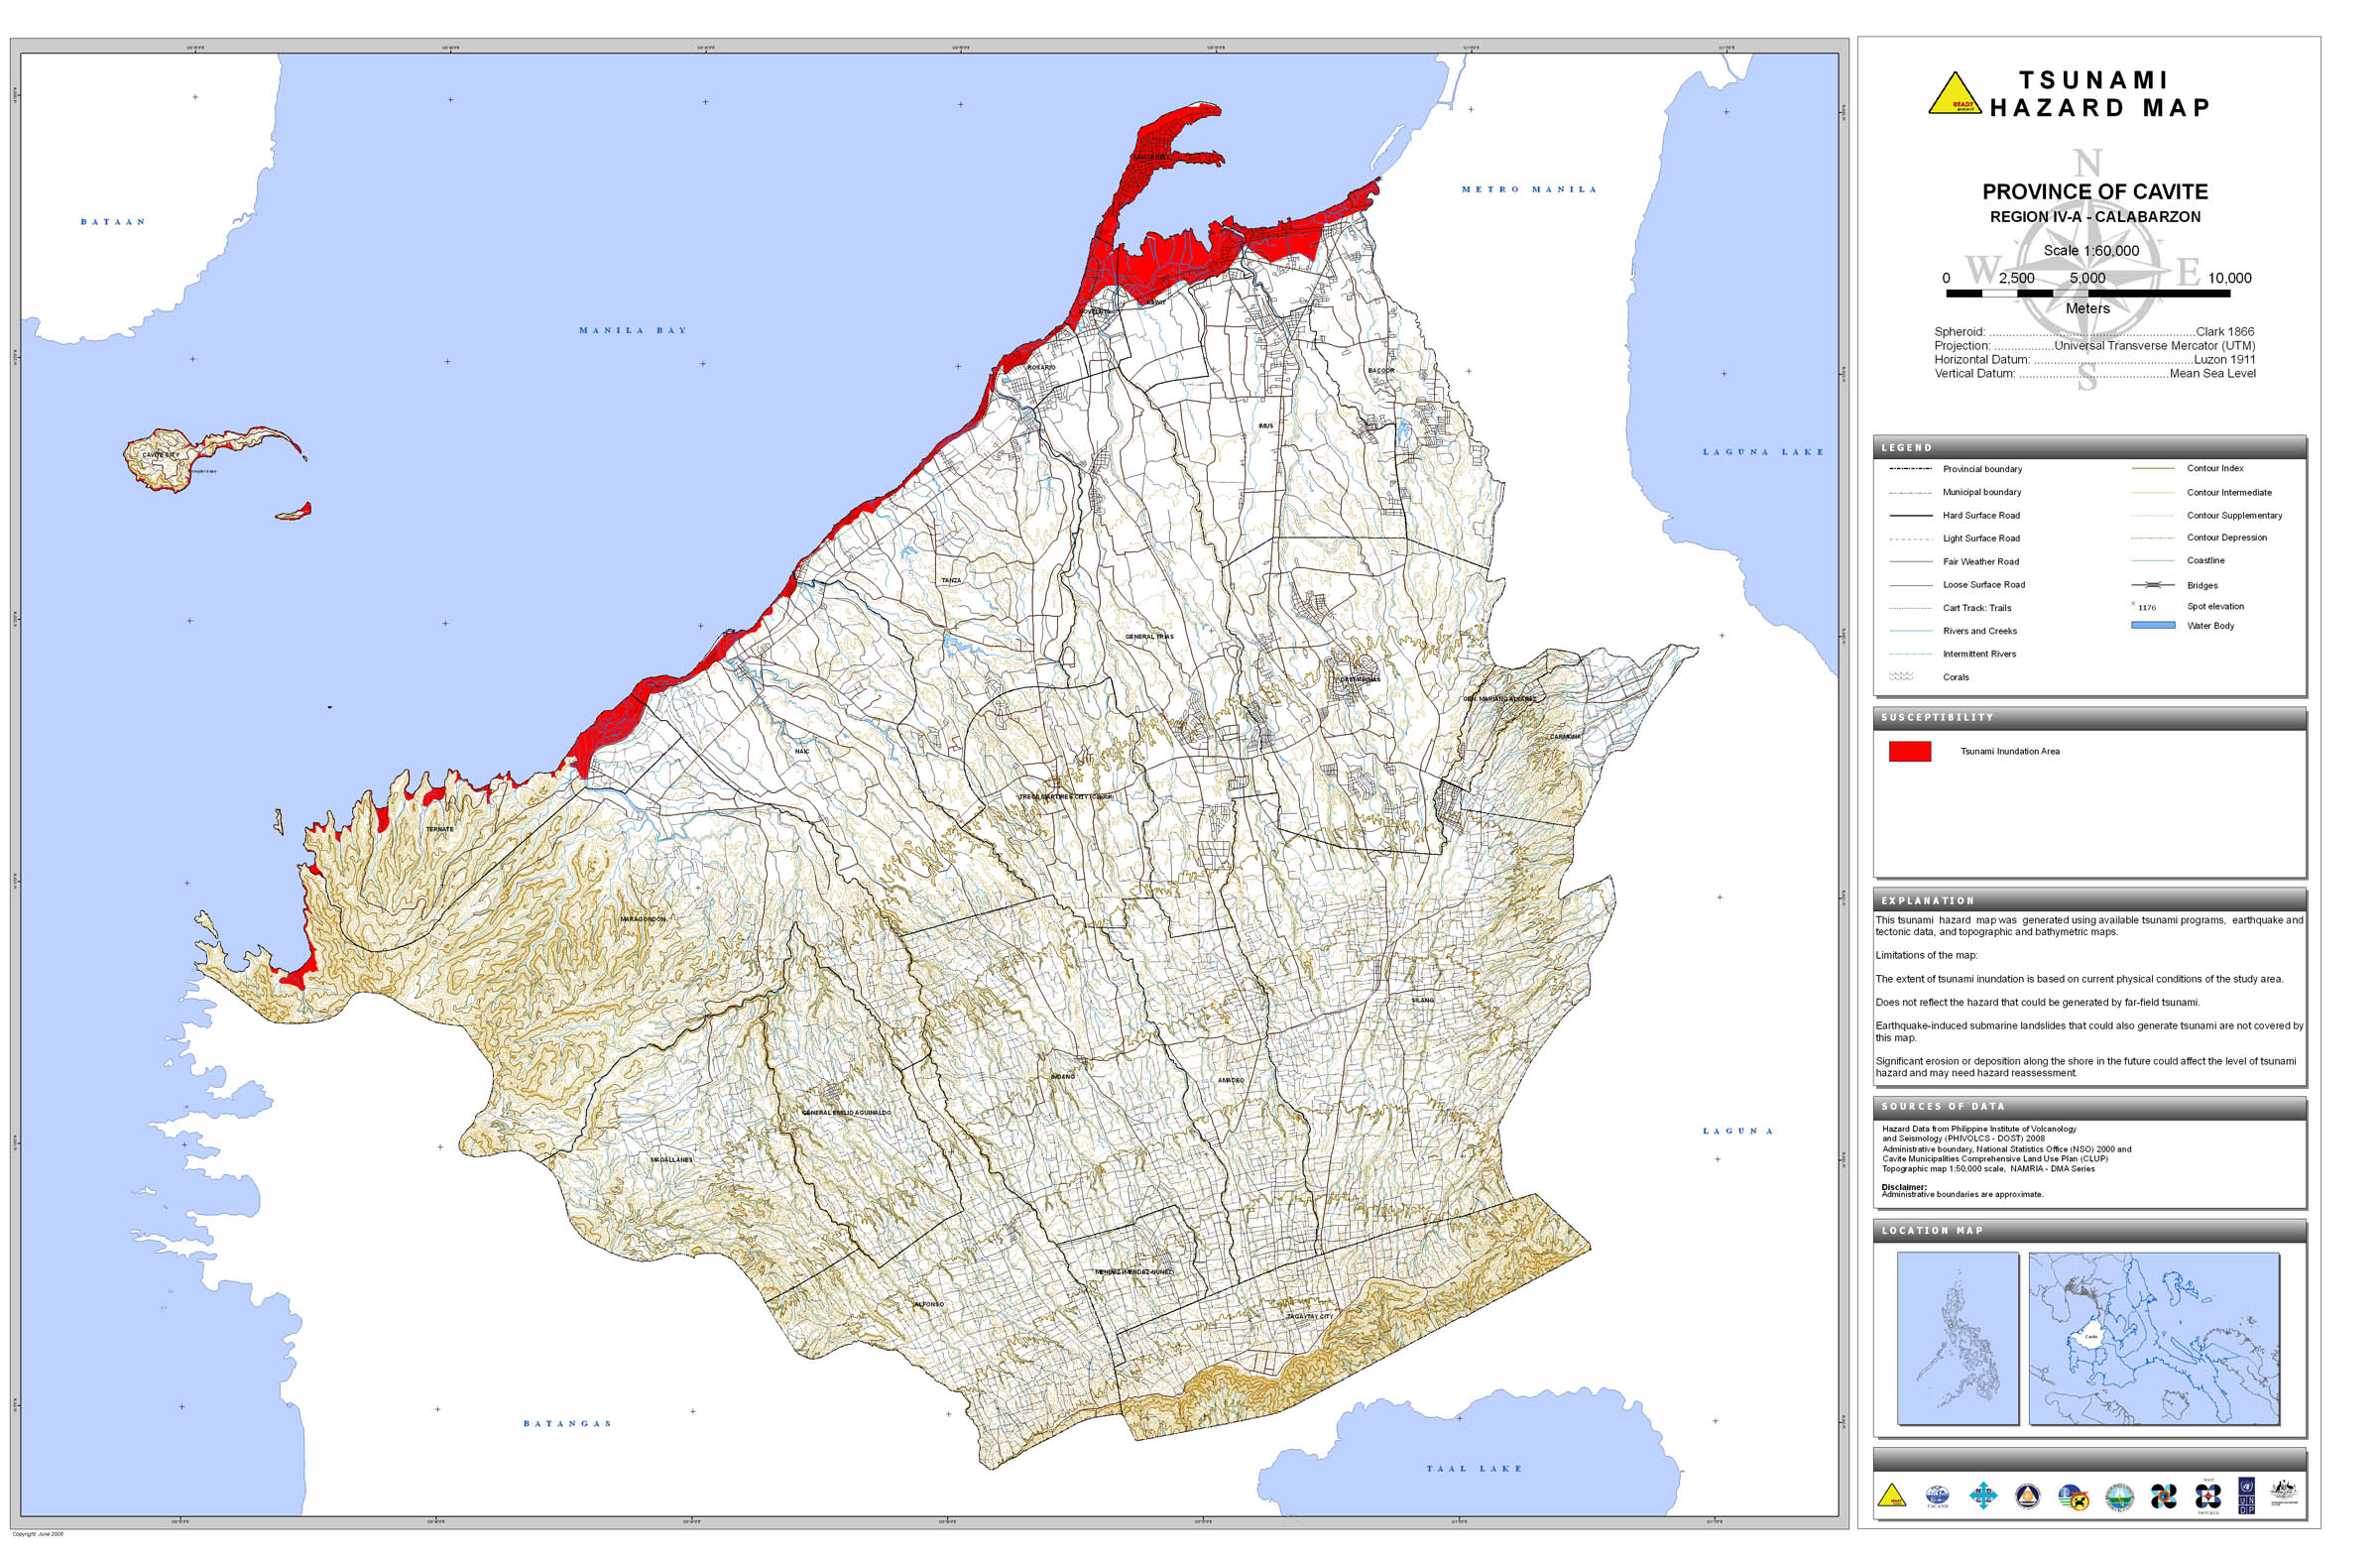 TSUNAMI
HAZARD MAP
READY
N
PROVINCE OF CAVITE
REGION IV-A - CALABARZON
Scale 1:60,000
W
E
0 2,500 5,000 10,000
Meters
Spheroid: ..................Clark 1866
Projection: ..................Universal Transverse Mercator (UTM)
Horizontal Datum: ..................Luzon 1911
Vertical Datum: ..................Mean Sea Level
S
LEGEND
Provincial boundary
Municipal boundary
Hard Surface Road
Light Surface Road
Fair Weather Road
Loose Surface Road
Cart Track: Trails
Rivers and Creeks
Intermittent Rivers
Corals
Contour Index
Contour Intermediate
Contour Supplementary
Contour Depression
Coastline
Bridges
1176 Spot elevation
Water Body
SUSCEPTIBILITY
Tsunami Inundation Area
EXPLANATION
This tsunami hazard map was generated using available tsunami programs, earthquake and
tectonic data, and topographic and bathymetric maps.
Limitations of the map:
The extent of tsunami inundation is based on current physical conditions of the study area.
Does not reflect the hazard that could be generated by far-field tsunami.
Earthquake-induced submarine landslides that could also generate tsunami are not covered by
this map.
Significant erosion or deposition along the shore in the future could affect the level of tsunami
hazard and may need hazard reassessment.
SOURCES OF DATA
Hazard Data from Philippine Institute of Volcanology
and Seismology (PHIVOLCS - DOST) 2008
Administrative boundary, National Statistics Office (NSO) 2000 and
Cavite Municipalities Comprehensive Land Use Plan (CLUP)
Topographic map 1:50,000 scale, NAMRIA - DMA Series
Disclaimer:
Administrative boundaries are approximate.
LOCATION MAP
Cavite
UN
DP
BATAAN
MANILA BAY
METRO MANILA
LAGUNA LAKE
LAGUNA
BATANGAS
TAAL LAKE
CAVITE CITY
KAWIT
NOVELETA
ROSARIO
BACOOR
IMUS
TANZA
GENERAL TRIAS
DASMARIÑAS
GEN. MARIANO ALVAREZ
CARMONA
NAIC
TRECE MARTIRES CITY (Capital)
TERNATE
MARAGONDON
SILANG
INDANG
AMADEO
GENERAL EMILIO AGUINALDO
MAGALLANES
MENDEZ (MENDEZ-NUÑEZ)
ALFONSO
TAGAYTAY CITY
Copyright: June 2008